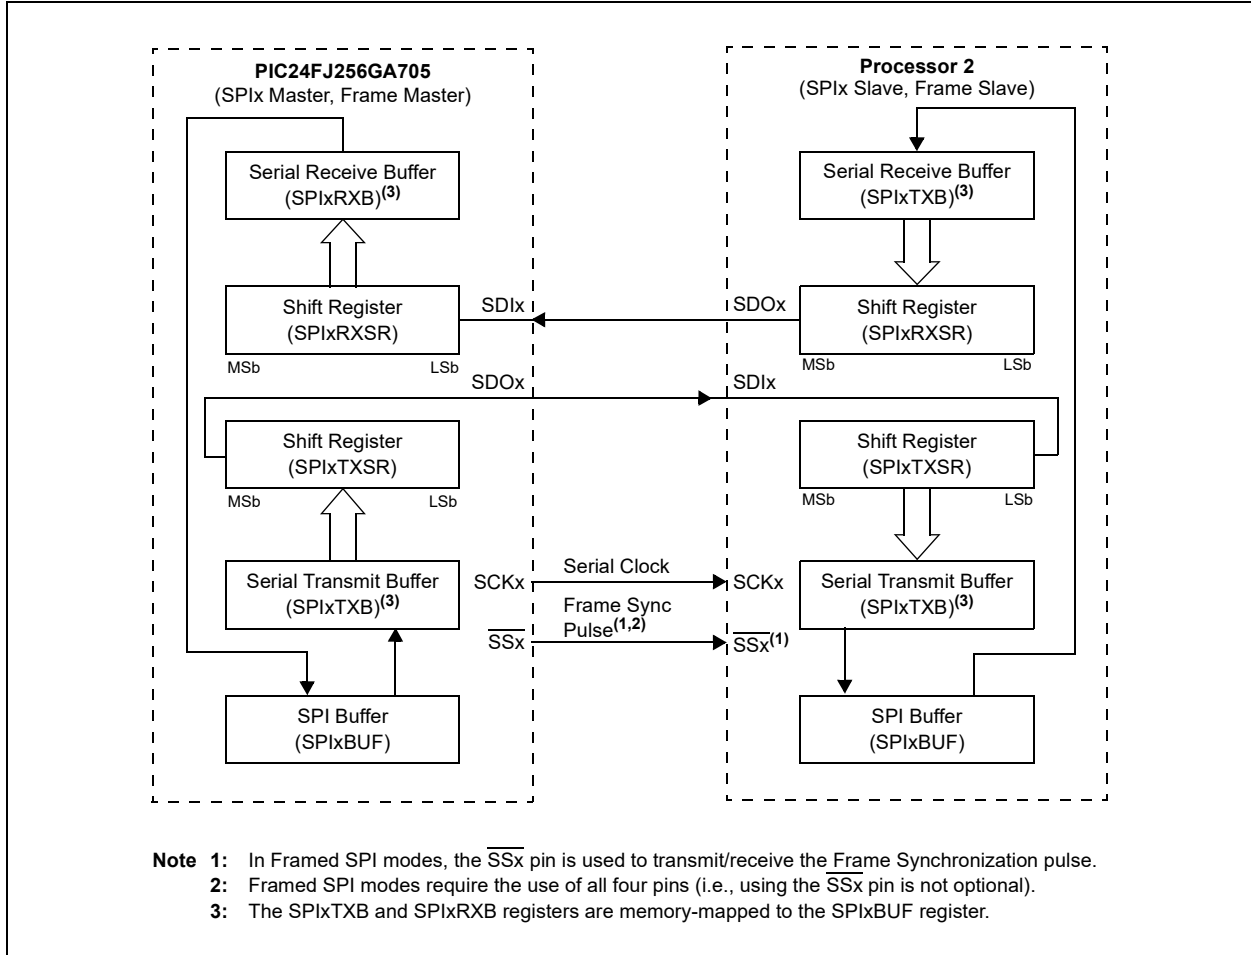 PIC24FJ256GA705
(SPIx Master, Frame Master)
Serial Receive Buffer
(SPIxRXB)(3)
Shift Register
(SPIxRXSR)
MSb
LSb
SDIx
SDOx
Shift Register
(SPIxTXSR)
MSb
LSb
Serial Transmit Buffer
(SPIxTXB)(3)
SCKx
SSx
SPI Buffer
(SPIxBUF)
Serial Clock
Frame Sync
Pulse(1,2)
Processor 2
(SPIx Slave, Frame Slave)
Serial Receive Buffer
(SPIxTXB)(3)
SDOx
Shift Register
(SPIxRXSR)
MSb
LSb
SDIx
Shift Register
(SPIxTXSR)
MSb
LSb
SCKx
SSx(1)
Serial Transmit Buffer
(SPIxTXB)(3)
SPI Buffer
(SPIxBUF)
Note 1: In Framed SPI modes, the SSx pin is used to transmit/receive the Frame Synchronization pulse.
2: Framed SPI modes require the use of all four pins (i.e., using the SSx pin is not optional).
3: The SPIxTXB and SPIxRXB registers are memory-mapped to the SPIxBUF register.